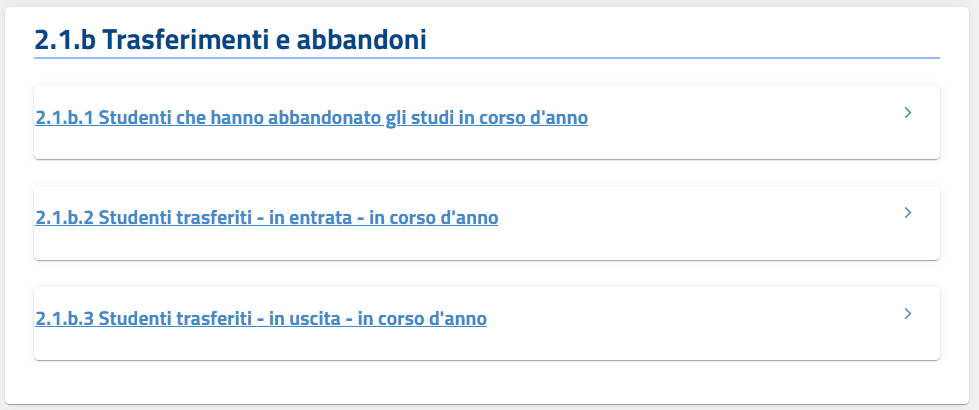 2.1.b Trasferimenti e abbandoni
2.1.b.1 Studenti che hanno abbandonato gli studi in corso d'anno
2.1.b.2 Studenti trasferiti - in entrata - in corso d'anno
2.1.b.3 Studenti trasferiti - in uscita - in corso d'anno